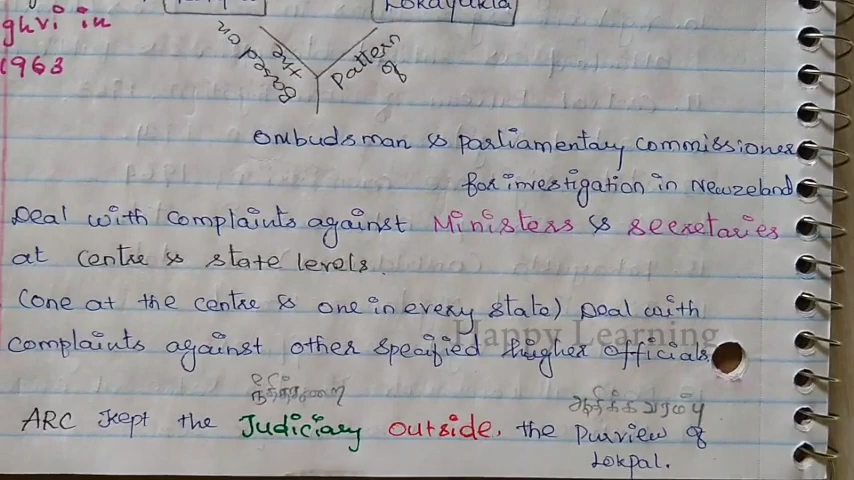 Lokayukta
ghvi in
1963
Based on the
Pattern of
Ombudsman & parliamentary commissioner
for investigation in Newzeland
Deal with complaints against Ministers & secretaries
at centre & state levels.
(one at the centre & one in every state) Deal with
complaints against other specified higher officials
Happy Learning
ARC kept the Judiciary outside, the Purview of
Lokpal.